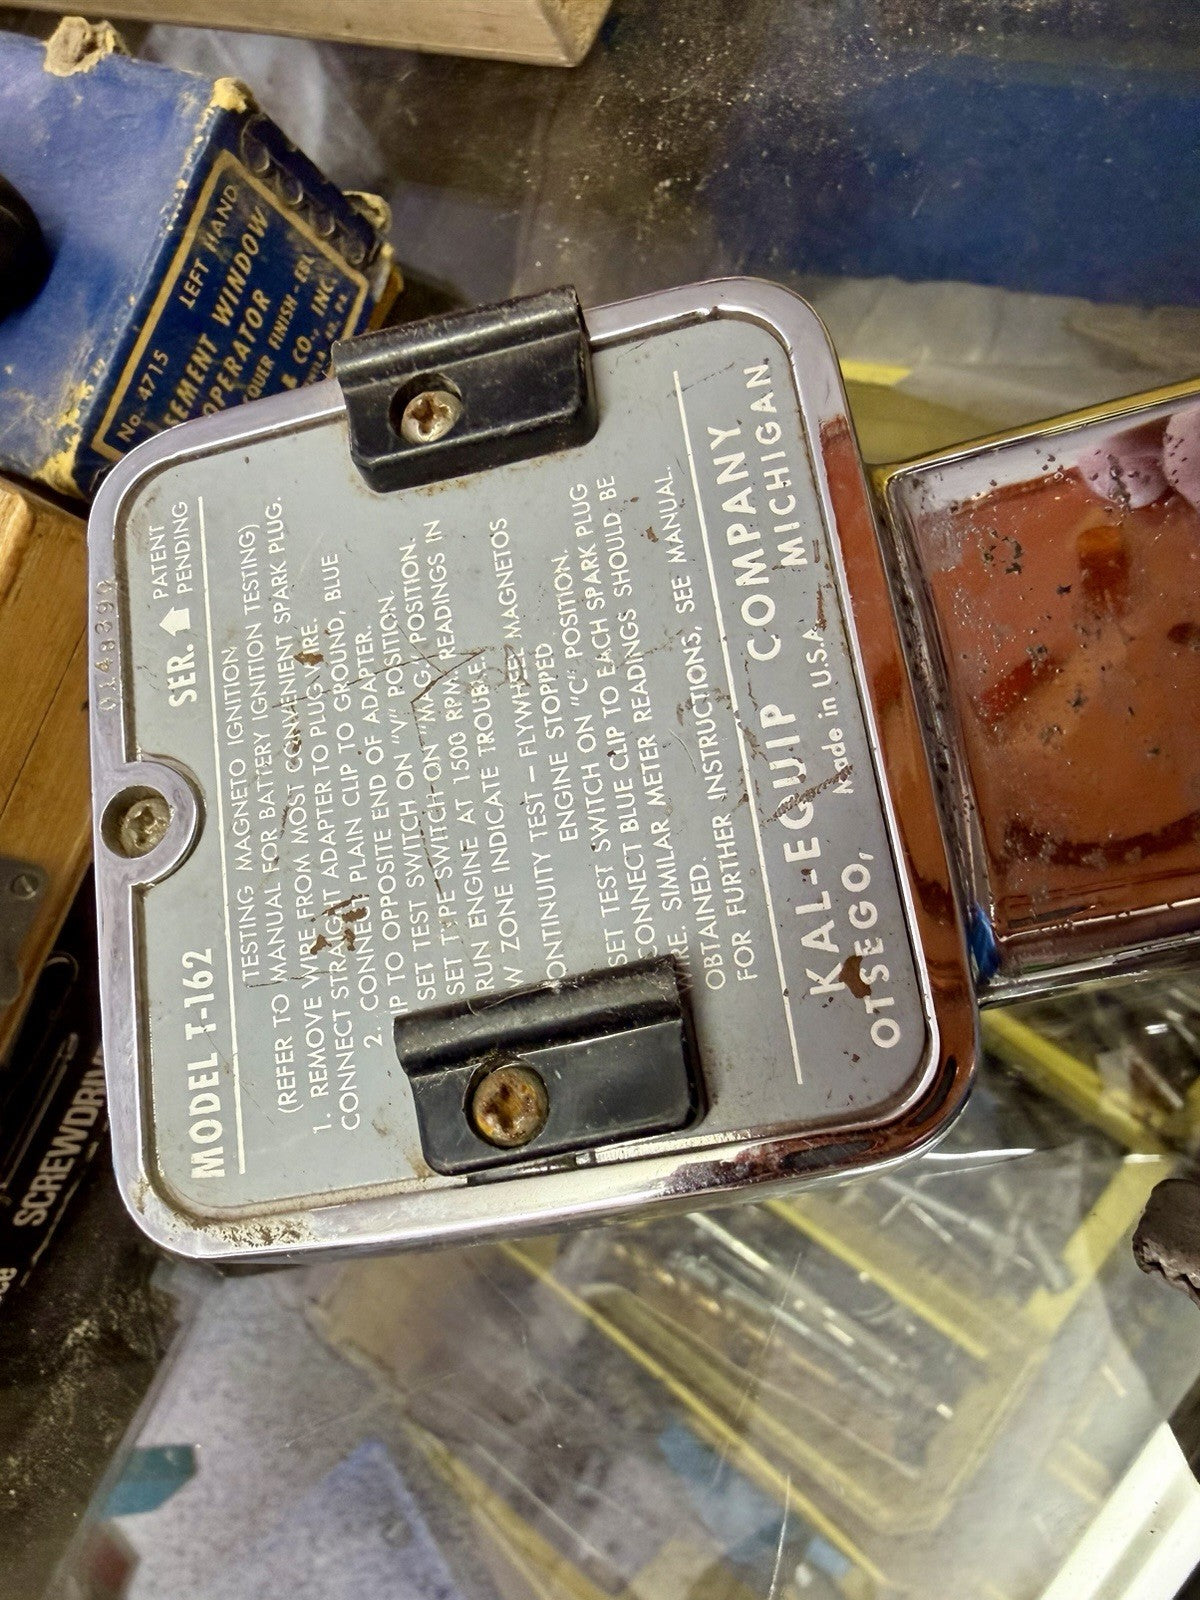 MODEL T-162
SER.
PATENT
PENDING
TESTING MAGNETO IGNITION
(REFER TO MANUAL FOR BATTERY IGNITION TESTING)
1. REMOVE WIRE FROM MOST CONVENIENT SPARK PLUG.
CONNECT STRAIGHT ADAPTER TO PLUG WIRE.
2. CONNECT PLAIN CLIP TO GROUND, BLUE
TO OPPOSITE END OF ADAPTER.
SET TEST SWITCH ON "V" POSITION.
SET TYPE SWITCH ON "MAG." POSITION.
RUN ENGINE AT 1500 RPM. READINGS IN
ZONE INDICATE TROUBLE.
TEST – FLYWHEEL MAGNETOS
ENGINE STOPPED
SET TEST SWITCH ON "C" POSITION.
CONNECT BLUE CLIP TO EACH SPARK PLUG
SIMILAR METER READINGS SHOULD BE
OBTAINED.
FOR FURTHER INSTRUCTIONS, SEE MANUAL.
KAL-EQUIP COMPANY
OTSEGO, Made in U.S.A. MICHIGAN
No. 4715 LEFT HAND
WINDOW
OPERATOR
FINISH -
& CO., INC.